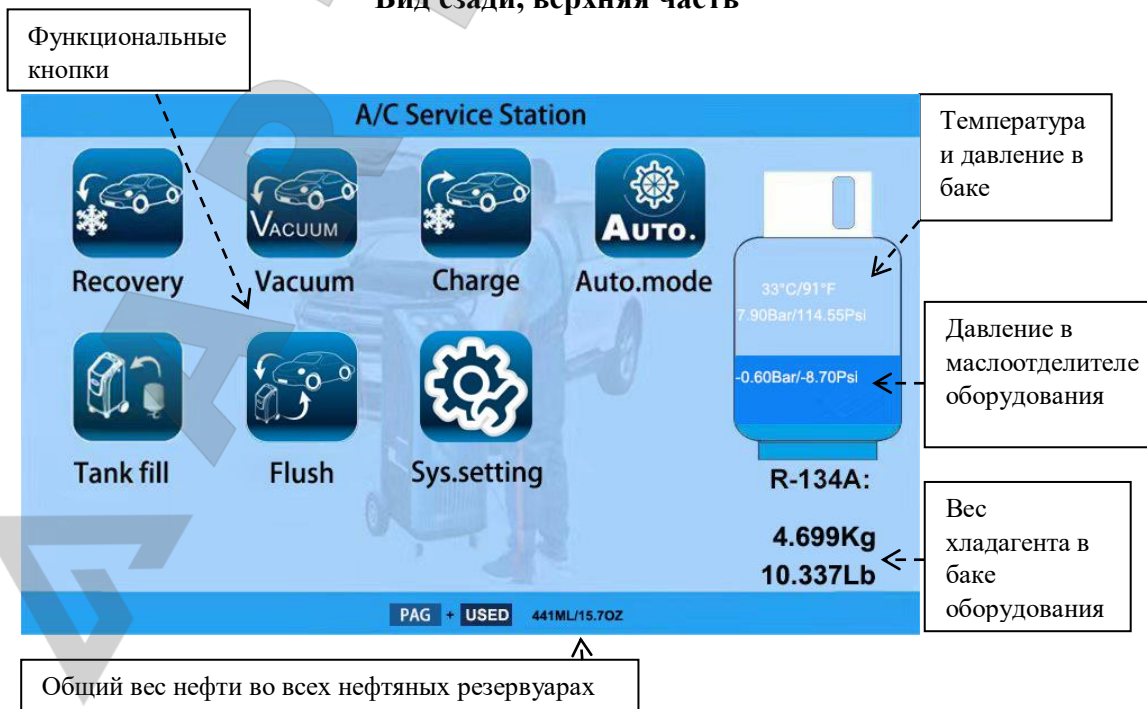 Вид сзади, верхняя часть
Функциональные
кнопки
A/C Service Station
Температура
и давление в
баке
VACUUM
AUTO.
Recovery
Vacuum
Charge
Auto.mode
33°C/91°F
7.90Bar/114.55Psi
Давление в
маслоотделителе
оборудования
-0.60Bar/-8.70Psi
Tank fill
Flush
Sys.setting
R-134A:
4.699Kg
10.337Lb
Вес
хладагента в
баке
оборудования
PAG + USED 441ML/15.7OZ
Общий вес нефти во всех нефтяных резервуарах